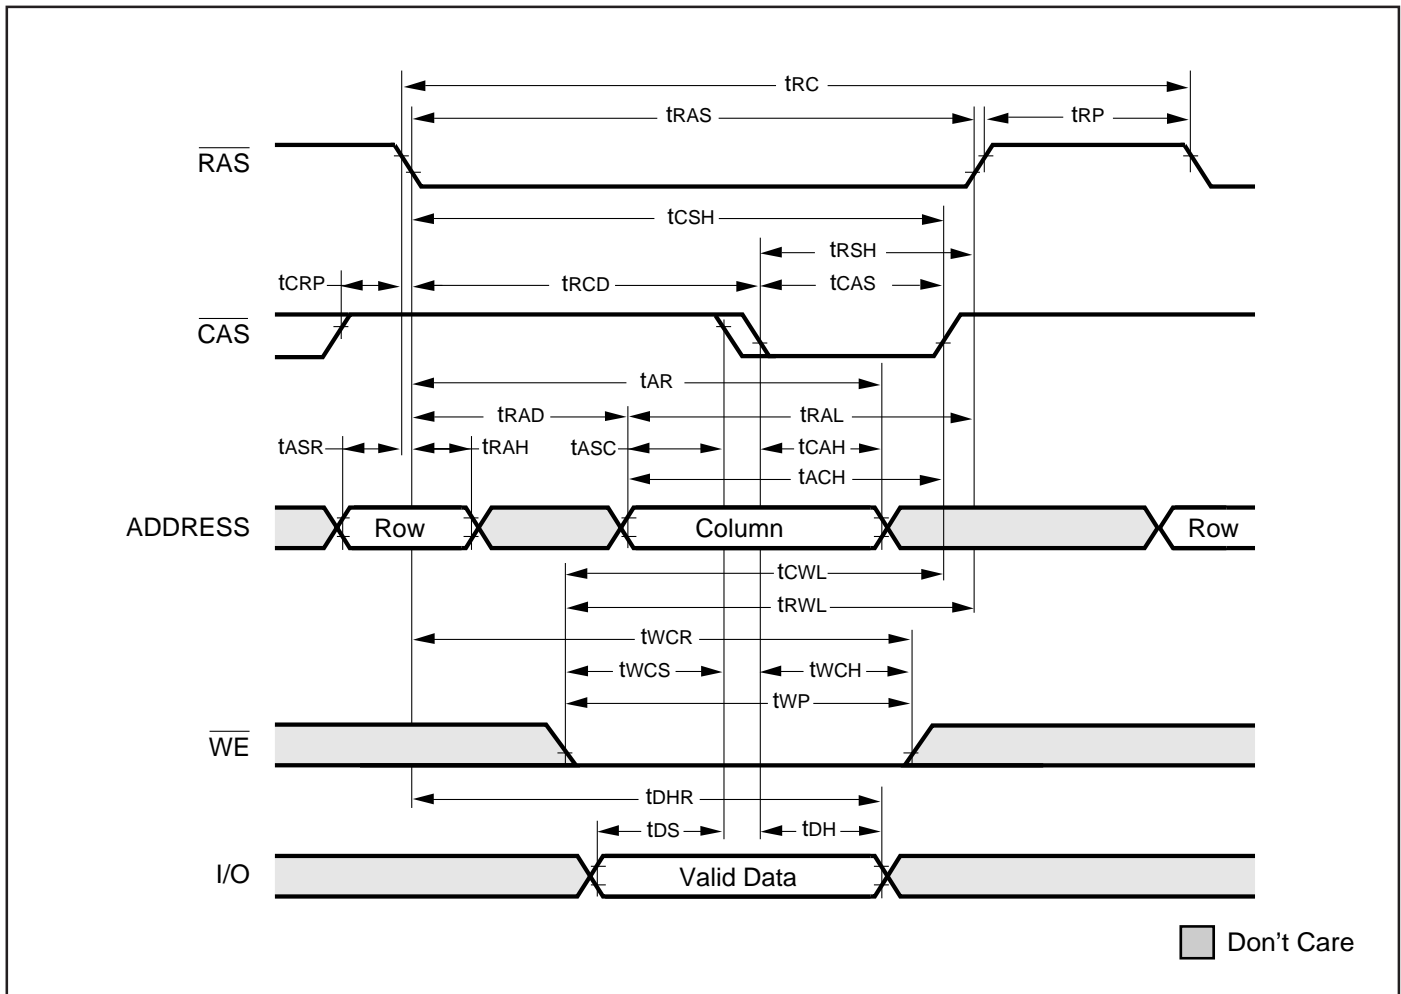 tRC
tRAS
tRP
RAS
tCSH
tRSH
tCRP
tRCD
tCAS
CAS
tAR
tRAD
tRAL
tASR
tRAH
tASC
tCAH
tACH
ADDRESS
Row
Column
Row
tCWL
tRWL
tWCR
tWCS
tWCH
tWP
WE
tDHR
tDS
tDH
I/O
Valid Data
Don't Care